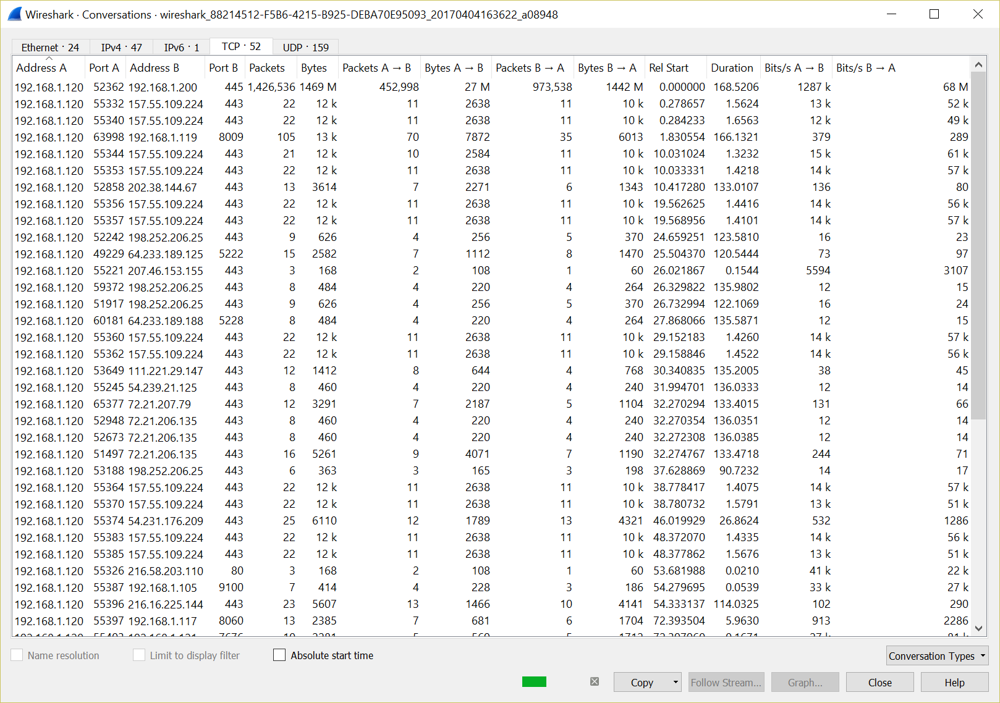 Wireshark · Conversations · wireshark_88214512-F5B6-4215-B925-DEBA70E95093_20170404163622_a08948
Ethernet · 24 IPv4 · 47 IPv6 · 1 TCP · 52 UDP · 159
Address A Port A Address B Port B Packets Bytes Packets A → B Bytes A → B Packets B → A Bytes B → A Rel Start Duration Bits/s A → B Bits/s B → A
192.168.1.120 52362 192.168.1.200 445 1,426,536 1469 M 452,998 27 M 973,538 1442 M 0.000000 168.5206 1287 k 68 M
192.168.1.120 55332 157.55.109.224 443 22 12 k 11 2638 11 10 k 0.278657 1.5624 13 k 52 k
192.168.1.120 55340 157.55.109.224 443 22 12 k 11 2638 11 10 k 0.284233 1.6563 12 k 49 k
192.168.1.120 63998 192.168.1.119 8009 105 13 k 70 7872 35 6013 1.830554 166.1321 379 289
192.168.1.120 55344 157.55.109.224 443 21 12 k 10 2584 11 10 k 10.031024 1.3232 15 k 61 k
192.168.1.120 55353 157.55.109.224 443 22 12 k 11 2638 11 10 k 10.033331 1.4218 14 k 57 k
192.168.1.120 52858 202.38.144.67 443 13 3614 7 2271 6 1343 10.417280 133.0107 136 80
192.168.1.120 55356 157.55.109.224 443 22 12 k 11 2638 11 10 k 19.562625 1.4416 14 k 56 k
192.168.1.120 55357 157.55.109.224 443 22 12 k 11 2638 11 10 k 19.568956 1.4101 14 k 57 k
192.168.1.120 52242 198.252.206.25 443 9 626 4 256 5 370 24.659251 123.5810 16 23
192.168.1.120 49229 64.233.189.125 5222 15 2582 7 1112 8 1470 25.504370 120.5444 73 97
192.168.1.120 55221 207.46.153.155 443 3 168 2 108 1 60 26.021867 0.1544 5594 3107
192.168.1.120 59372 198.252.206.25 443 8 484 4 220 4 264 26.329822 135.9802 12 15
192.168.1.120 51917 198.252.206.25 443 9 626 4 256 5 370 26.732994 122.1069 16 24
192.168.1.120 60181 64.233.189.188 5228 8 484 4 220 4 264 27.868066 135.5871 12 15
192.168.1.120 55360 157.55.109.224 443 22 12 k 11 2638 11 10 k 29.152183 1.4260 14 k 57 k
192.168.1.120 55362 157.55.109.224 443 22 12 k 11 2638 11 10 k 29.158846 1.4522 14 k 56 k
192.168.1.120 53649 111.221.29.147 443 12 1412 8 644 4 768 30.340835 135.2005 38 45
192.168.1.120 55245 54.239.21.125 443 8 460 4 220 4 240 31.994701 136.0333 12 14
192.168.1.120 65377 72.21.207.79 443 12 3291 7 2187 5 1104 32.270294 133.4015 131 66
192.168.1.120 52948 72.21.206.135 443 8 460 4 220 4 240 32.270354 136.0351 12 14
192.168.1.120 52673 72.21.206.135 443 8 460 4 220 4 240 32.272308 136.0385 12 14
192.168.1.120 51497 72.21.206.135 443 16 5261 9 4071 7 1190 32.274767 133.4718 244 71
192.168.1.120 53188 198.252.206.25 443 6 363 3 165 3 198 37.628869 90.7232 14 17
192.168.1.120 55364 157.55.109.224 443 22 12 k 11 2638 11 10 k 38.778417 1.4075 14 k 57 k
192.168.1.120 55370 157.55.109.224 443 22 12 k 11 2638 11 10 k 38.780732 1.5791 13 k 51 k
192.168.1.120 55374 54.231.176.209 443 25 6110 12 1789 13 4321 46.019929 26.8624 532 1286
192.168.1.120 55383 157.55.109.224 443 22 12 k 11 2638 11 10 k 48.372070 1.4335 14 k 56 k
192.168.1.120 55385 157.55.109.224 443 22 12 k 11 2638 11 10 k 48.377862 1.5676 13 k 51 k
192.168.1.120 55326 216.58.203.110 80 3 168 2 108 1 60 53.681988 0.0210 41 k 22 k
192.168.1.120 55387 192.168.1.105 9100 7 414 4 228 3 186 54.279695 0.0539 33 k 27 k
192.168.1.120 55396 216.16.225.144 443 23 5607 13 1466 10 4141 54.333137 114.0325 102 290
192.168.1.120 55397 192.168.1.117 8060 13 2385 7 681 6 1704 72.393504 5.9630 913 2286
Name resolution Limit to display filter Absolute start time
Conversation Types
Copy Follow Stream... Graph... Close Help